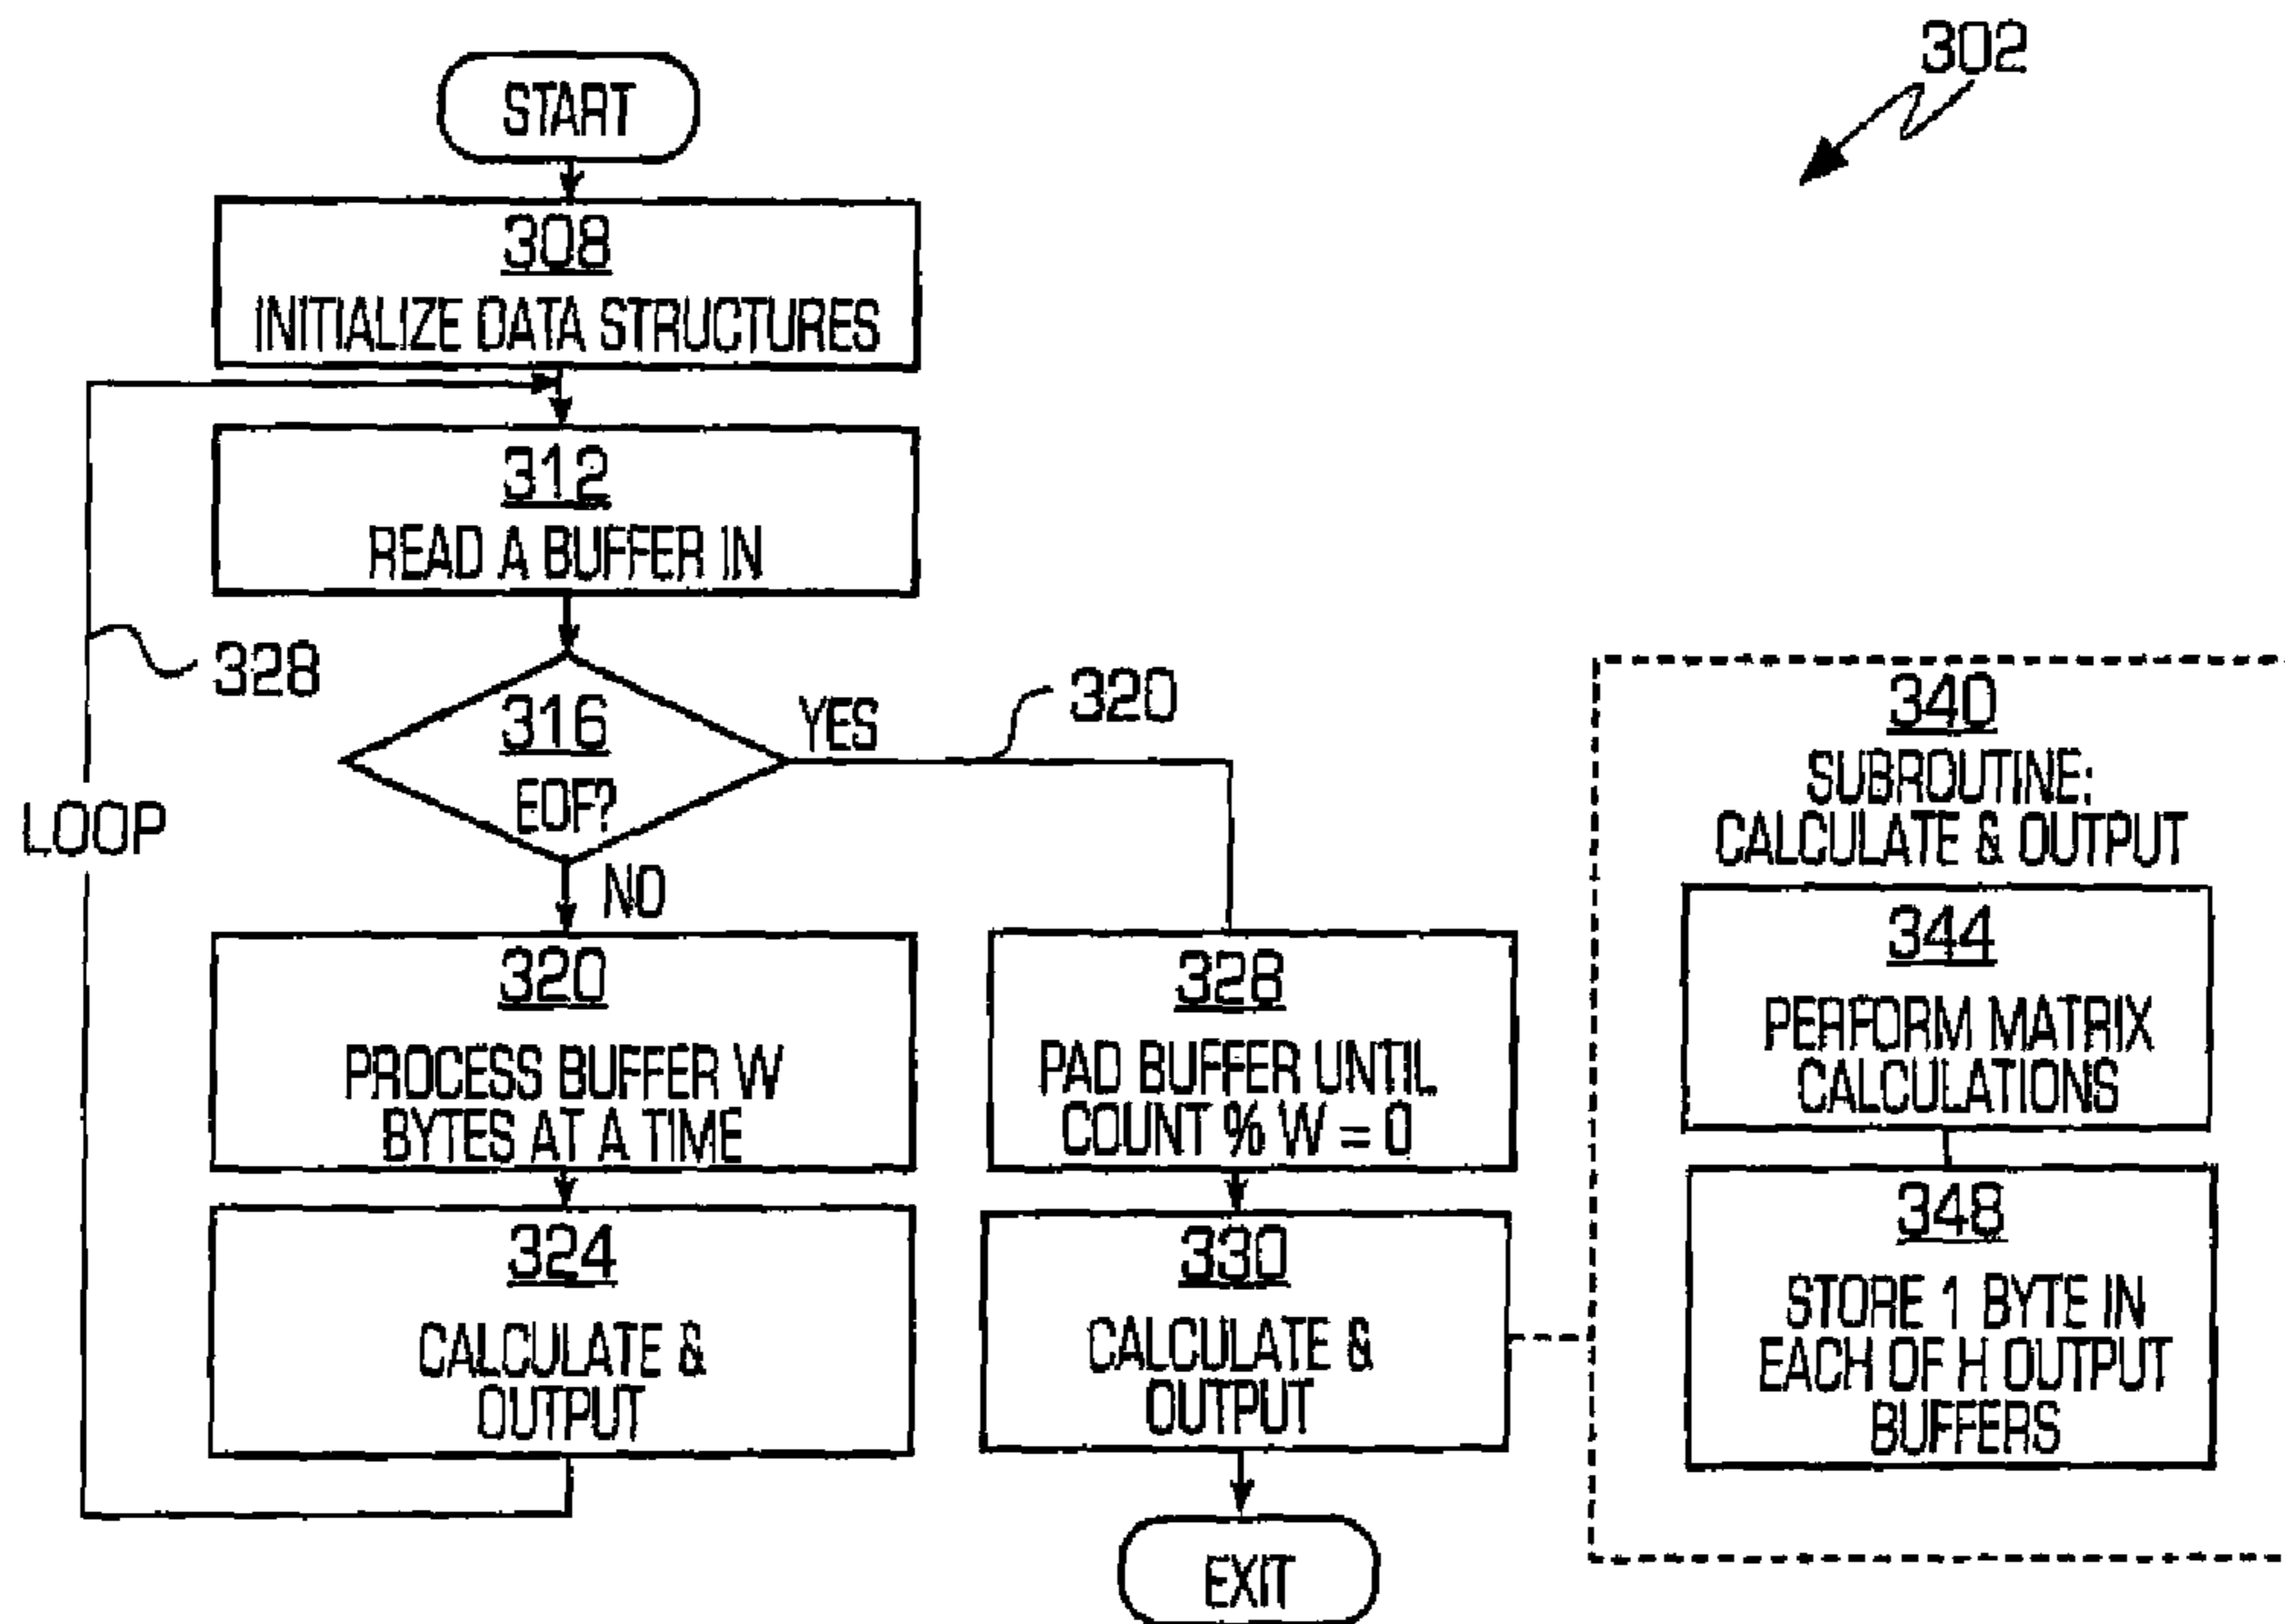 302
START
308
INITIALIZE DATA STRUCTURES
312
READ A BUFFER IN
328
316
EOF?
YES
320
LOOP
NO
320
PROCESS BUFFER W
BYTES AT A TIME
324
CALCULATE &
OUTPUT
328
PAD BUFFER UNTIL
COUNT % W = 0
330
CALCULATE &
OUTPUT
EXIT
340
SUBROUTINE:
CALCULATE & OUTPUT
344
PERFORM MATRIX
CALCULATIONS
348
STORE 1 BYTE IN
EACH OF H OUTPUT
BUFFERS